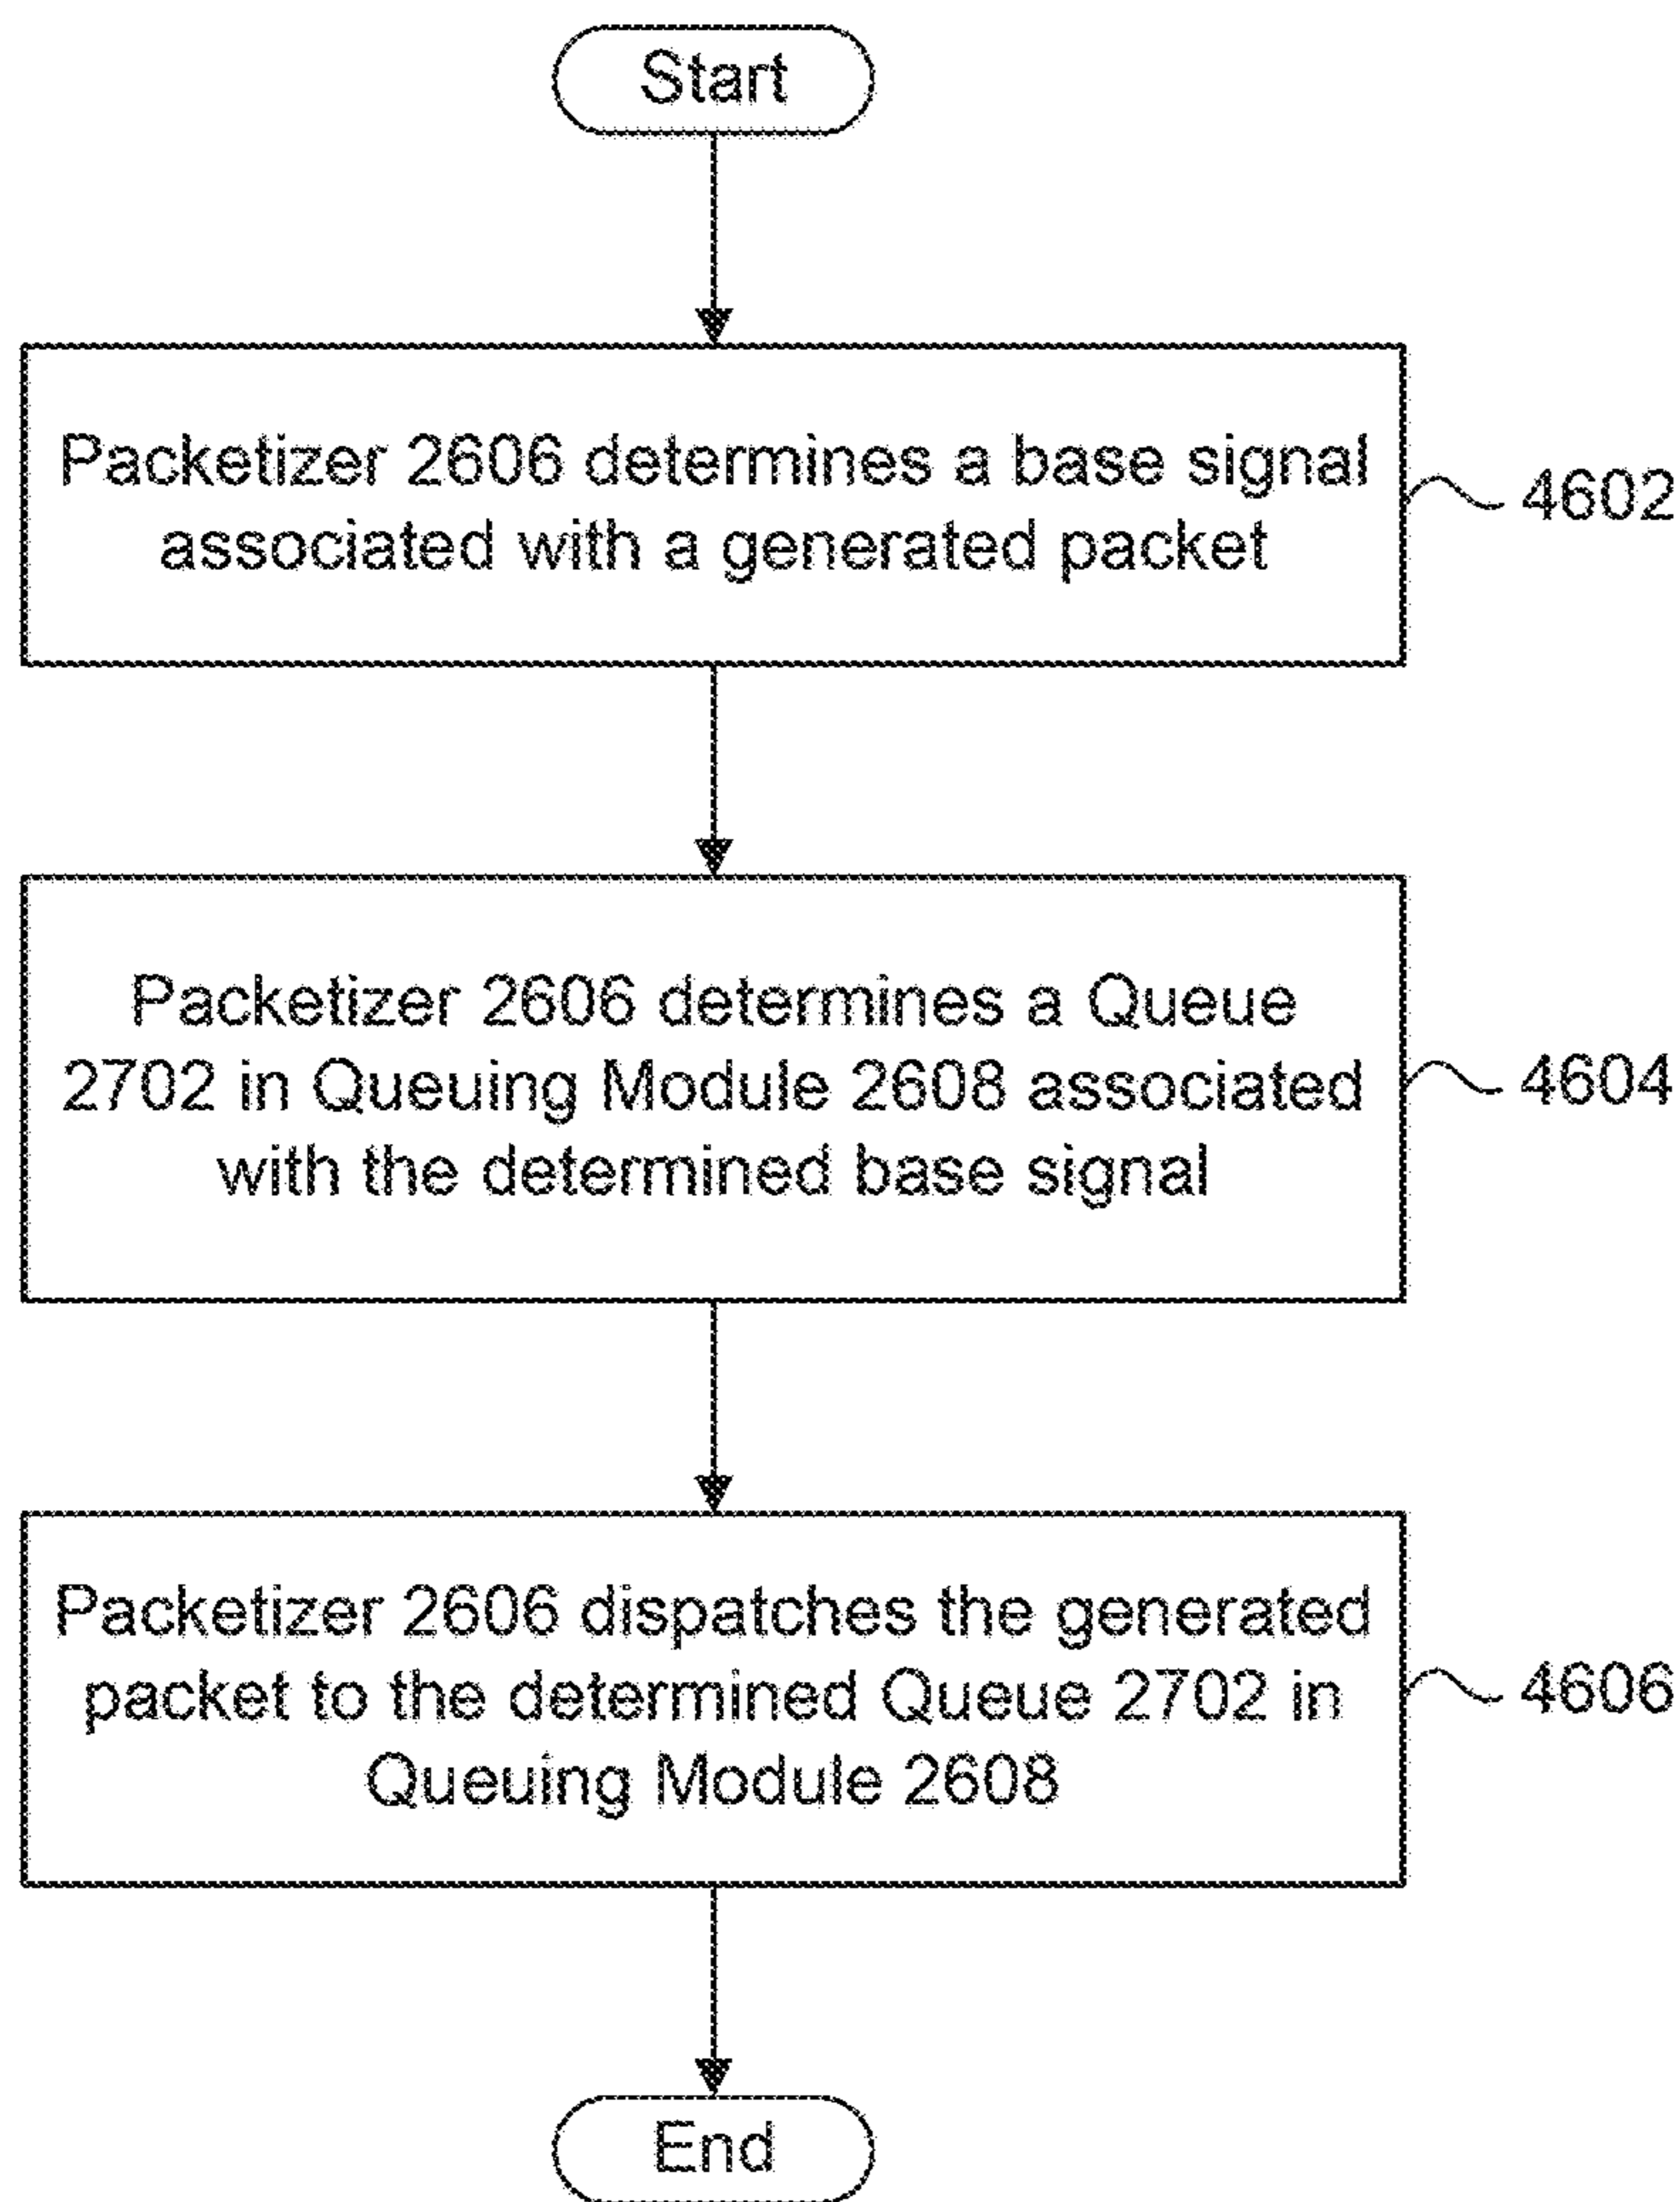 Start
Packetizer 2606 determines a base signal
associated with a generated packet
4602
Packetizer 2606 determines a Queue
2702 in Queuing Module 2608 associated
with the determined base signal
4604
Packetizer 2606 dispatches the generated
packet to the determined Queue 2702 in
Queuing Module 2608
4606
End